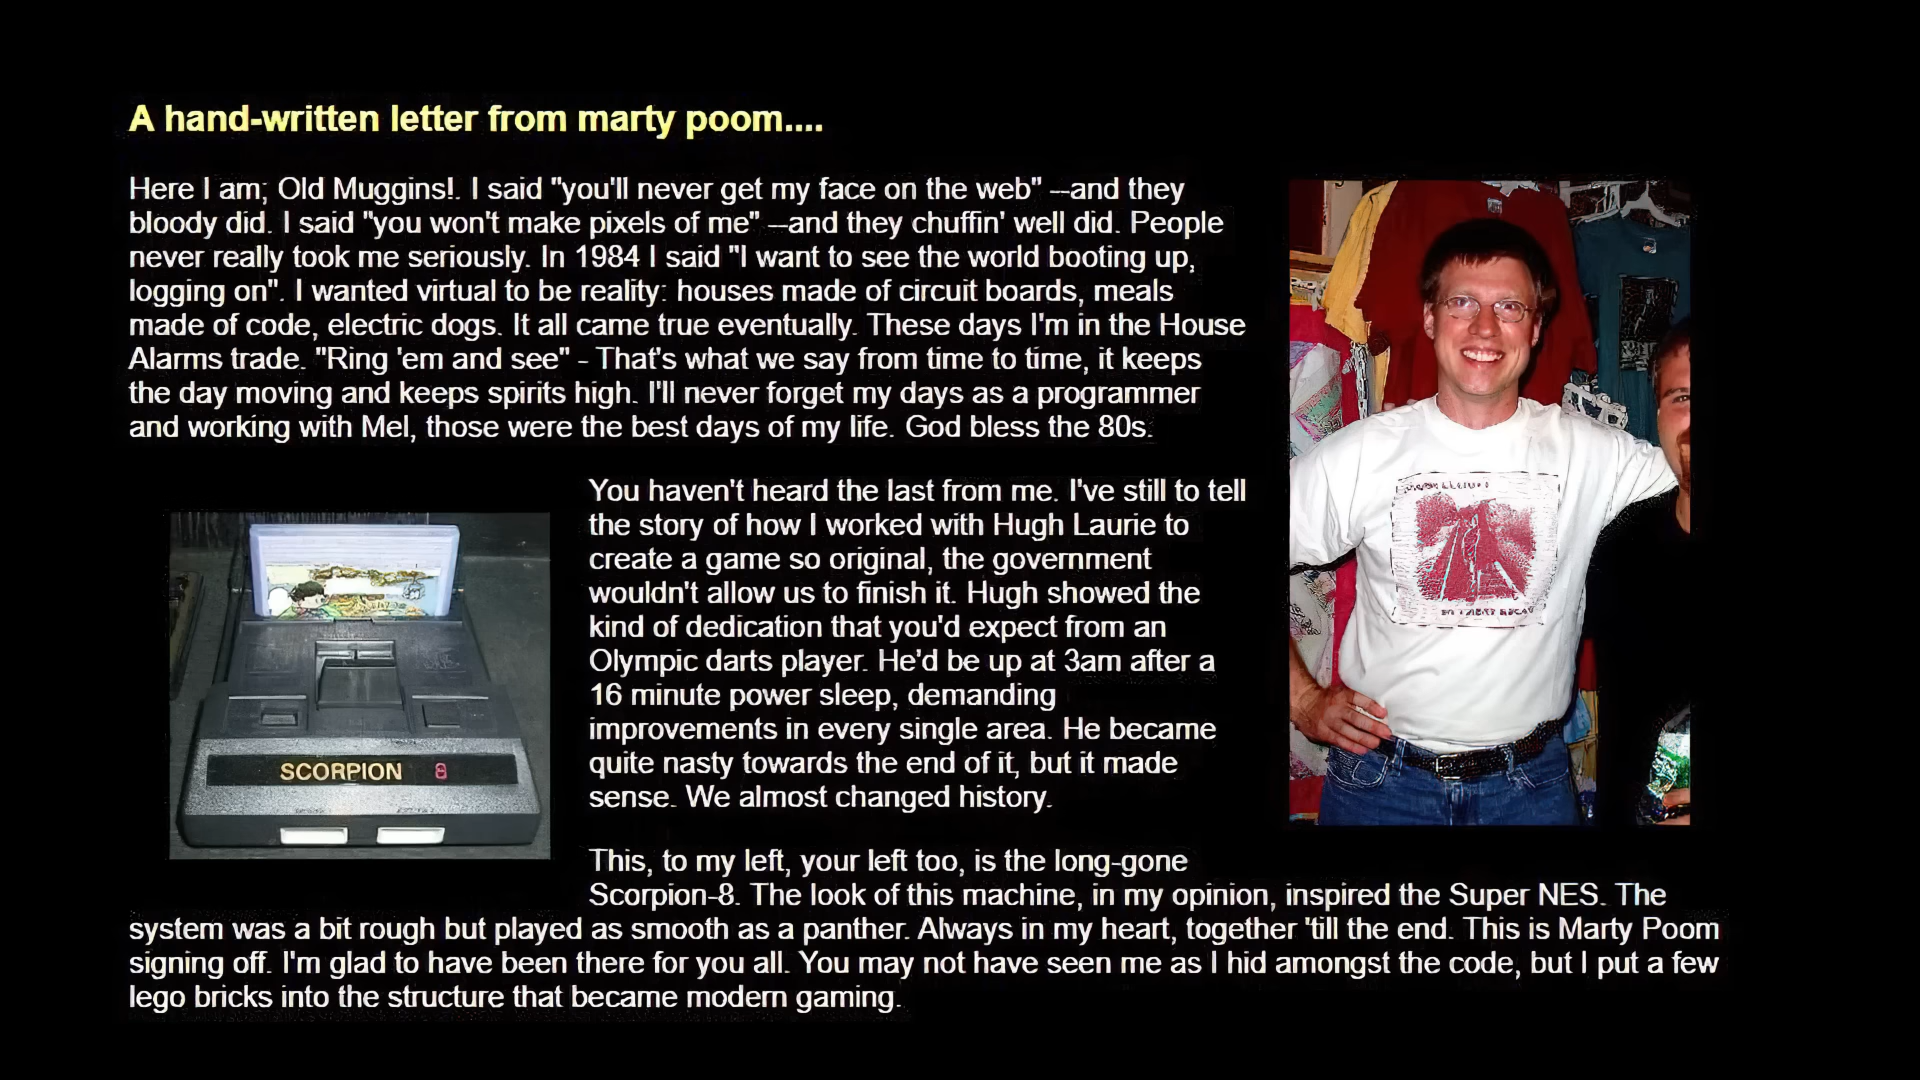 A hand-written letter from marty poom....
Here I am; Old Muggins!. I said "you'll never get my face on the web" --and they
bloody did. I said "you won't make pixels of me" --and they chuffin' well did. People
never really took me seriously. In 1984 I said "I want to see the world booting up,
logging on". I wanted virtual to be reality: houses made of circuit boards, meals
made of code, electric dogs. It all came true eventually. These days I'm in the House
Alarms trade. "Ring 'em and see" - That's what we say from time to time, it keeps
the day moving and keeps spirits high. I'll never forget my days as a programmer
and working with Mel, those were the best days of my life. God bless the 80s.
You haven't heard the last from me. I've still to tell
the story of how I worked with Hugh Laurie to
create a game so original, the government
wouldn't allow us to finish it. Hugh showed the
kind of dedication that you'd expect from an
Olympic darts player. He'd be up at 3am after a
16 minute power sleep, demanding
improvements in every single area. He became
quite nasty towards the end of it, but it made
sense. We almost changed history.
This, to my left, your left too, is the long-gone
Scorpion-8. The look of this machine, in my opinion, inspired the Super NES. The
system was a bit rough but played as smooth as a panther. Always in my heart, together 'till the end. This is Marty Poom
signing off. I'm glad to have been there for you all. You may not have seen me as I hid amongst the code, but I put a few
lego bricks into the structure that became modern gaming.
SCORPION 8